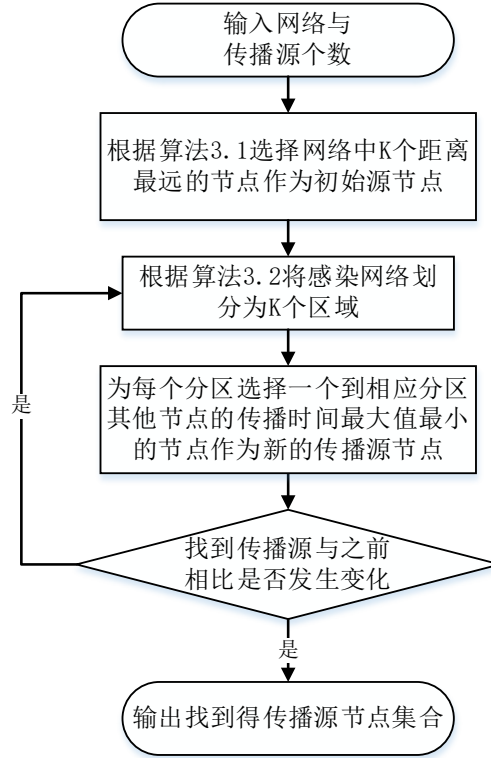 输入网络与
传播源个数
根据算法3.1选择网络中K个距离
最远的节点作为初始源节点
根据算法3.2将感染网络划
分为K个区域
是
为每个分区选择一个到相应分区
其他节点的传播时间最大值最小
的节点作为新的传播源节点
找到传播源与之前
相比是否发生变化
是
输出找到得传播源节点集合